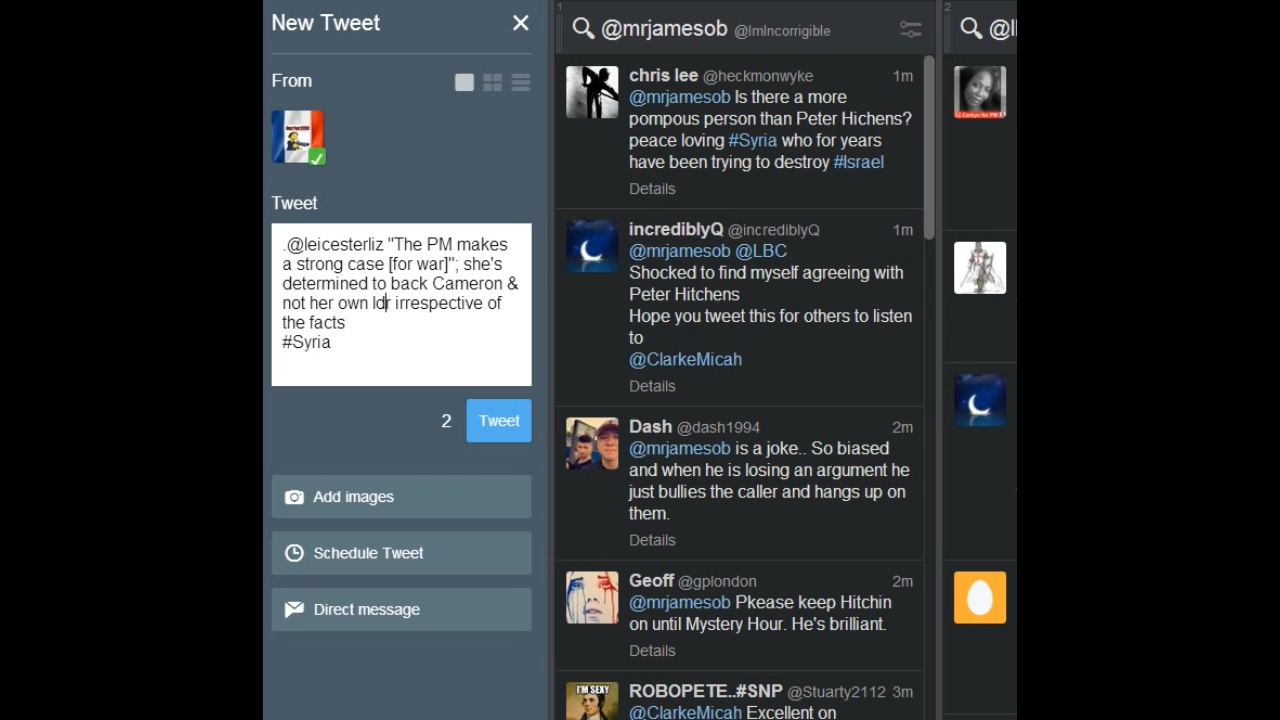 New Tweet
From
Tweet
.@leicesterliz "The PM makes
a strong case [for war]"; she's
determined to back Cameron &
not her own ldr irrespective of
the facts
#Syria
2
Tweet
Add images
Schedule Tweet
Direct message
1
@mrjamesob @ImIncorrigible
chris lee @heckmonwyke 1m
@mrjamesob Is there a more
pompous person than Peter Hichens?
peace loving #Syria who for years
have been trying to destroy #Israel
Details
incrediblyQ @incrediblyQ 1m
@mrjamesob @LBC
Shocked to find myself agreeing with
Peter Hitchens
Hope you tweet this for others to listen
to
@ClarkeMicah
Details
Dash @dash1994 2m
@mrjamesob is a joke.. So biased
and when he is losing an argument he
just bullies the caller and hangs up on
them.
Details
Geoff @gplondon 2m
@mrjamesob Pkease keep Hitchin
on until Mystery Hour. He's brilliant.
Details
I'M SEXY
ROBOPETE..#SNP @Stuarty2112 3m
@ClarkeMicah Excellent on
2
Corbyn for PM